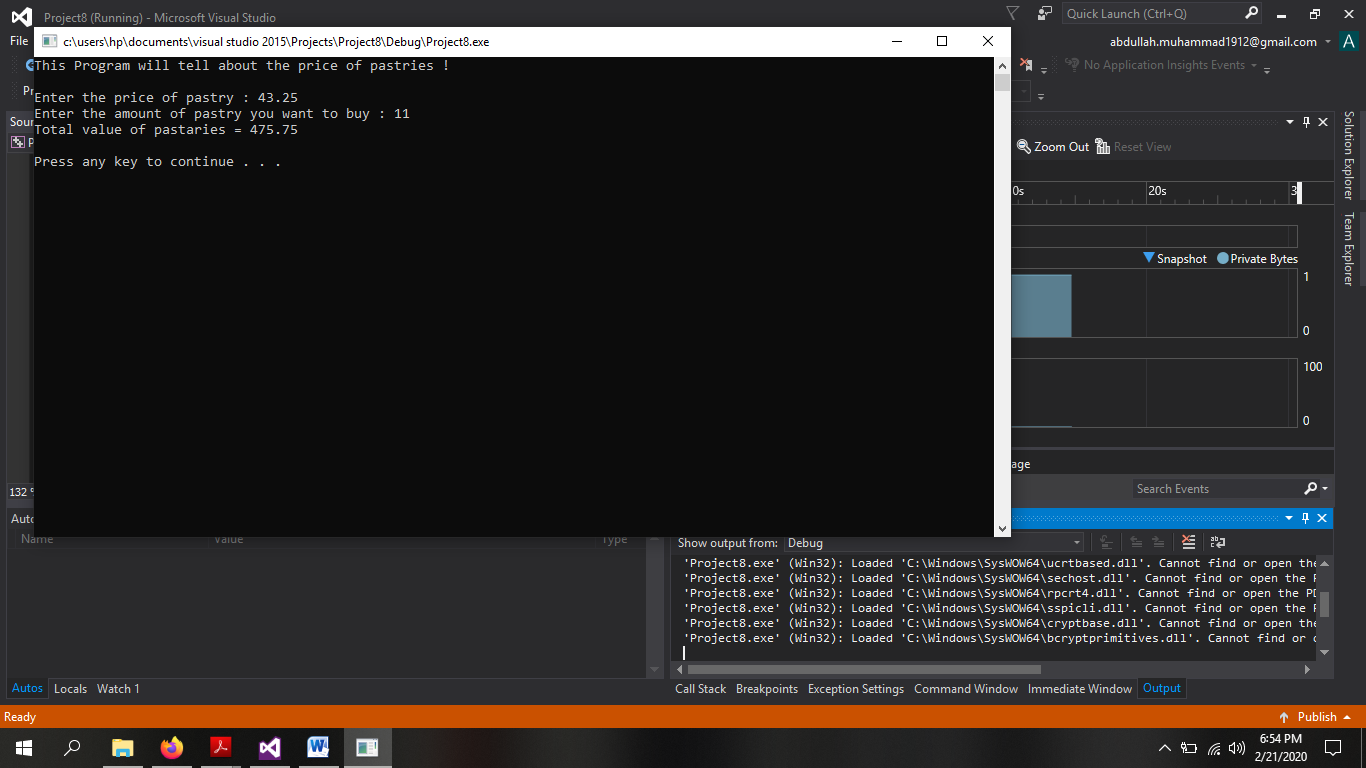 Project8 (Running) - Microsoft Visual Studio
Quick Launch (Ctrl+Q)
File
abdullah.muhammad1912@gmail.com
A
c:\users\hp\documents\visual studio 2015\Projects\Project8\Debug\Project8.exe
This Program will tell about the price of pastries !
Enter the price of pastry : 43.25
Enter the amount of pastry you want to buy : 11
Total value of pastaries = 475.75
Press any key to continue . . .
No Application Insights Events
Solution Explorer
Team Explorer
Zoom Out
Reset View
20s
Snapshot
Private Bytes
1
0
100
0
132
Search Events
Name
Value
Type
Show output from:
Debug
'Project8.exe' (Win32): Loaded 'C:\Windows\SysWOW64\ucrtbased.dll'. Cannot find or open the
'Project8.exe' (Win32): Loaded 'C:\Windows\SysWOW64\sechost.dll'. Cannot find or open the
'Project8.exe' (Win32): Loaded 'C:\Windows\SysWOW64\rpcrt4.dll'. Cannot find or open the
'Project8.exe' (Win32): Loaded 'C:\Windows\SysWOW64\sspicli.dll'. Cannot find or open the
'Project8.exe' (Win32): Loaded 'C:\Windows\SysWOW64\cryptbase.dll'. Cannot find or open the
'Project8.exe' (Win32): Loaded 'C:\Windows\SysWOW64\bcryptprimitives.dll'. Cannot find or
Autos
Locals
Watch 1
Call Stack
Breakpoints
Exception Settings
Command Window
Immediate Window
Output
Ready
Publish
6:54 PM
2/21/2020